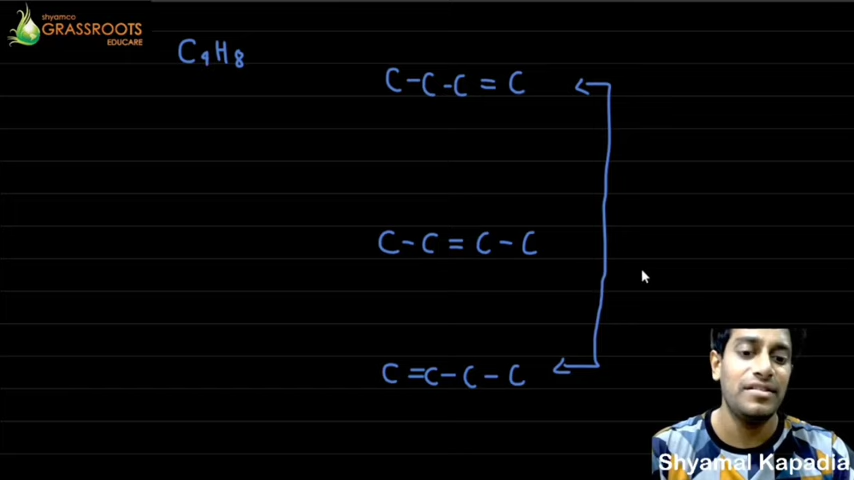 shyamco
GRASSROOTS
EDUCARE
C₄H₈
C-C-C=C
C-C=C-C
C=C-C-C
Shyamal Kapadia